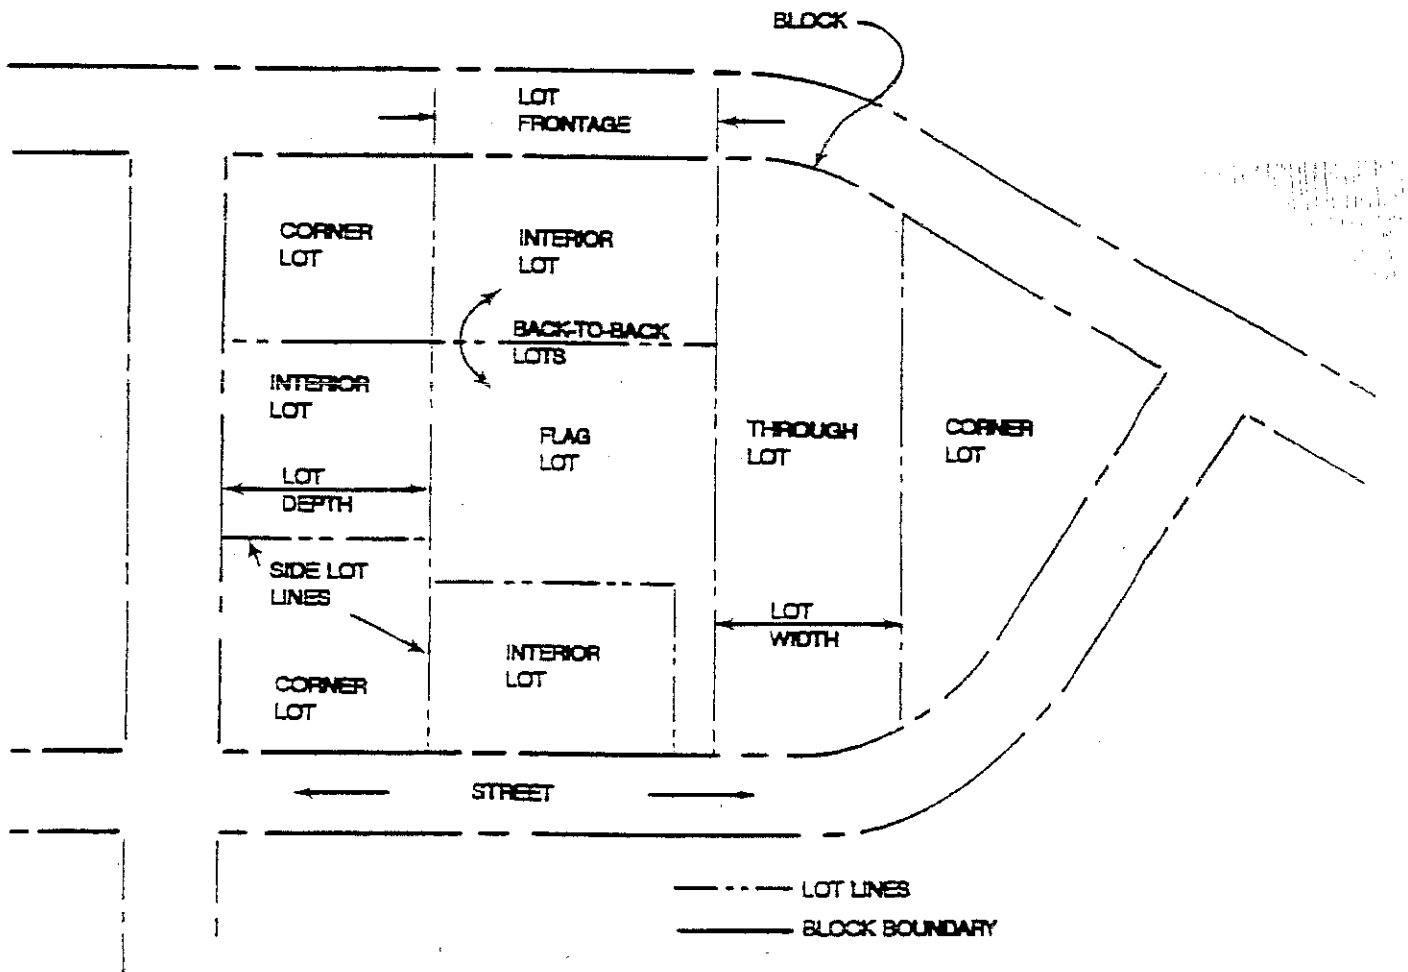 BLOCK
LOT
FRONTAGE
CORNER
LOT
INTERIOR
LOT
BACK-TO-BACK
LOTS
INTERIOR
LOT
FLAG
LOT
THROUGH
LOT
CORNER
LOT
LOT
DEPTH
SIDE LOT
LINES
LOT
WIDTH
INTERIOR
LOT
CORNER
LOT
STREET
LOT LINES
BLOCK BOUNDARY